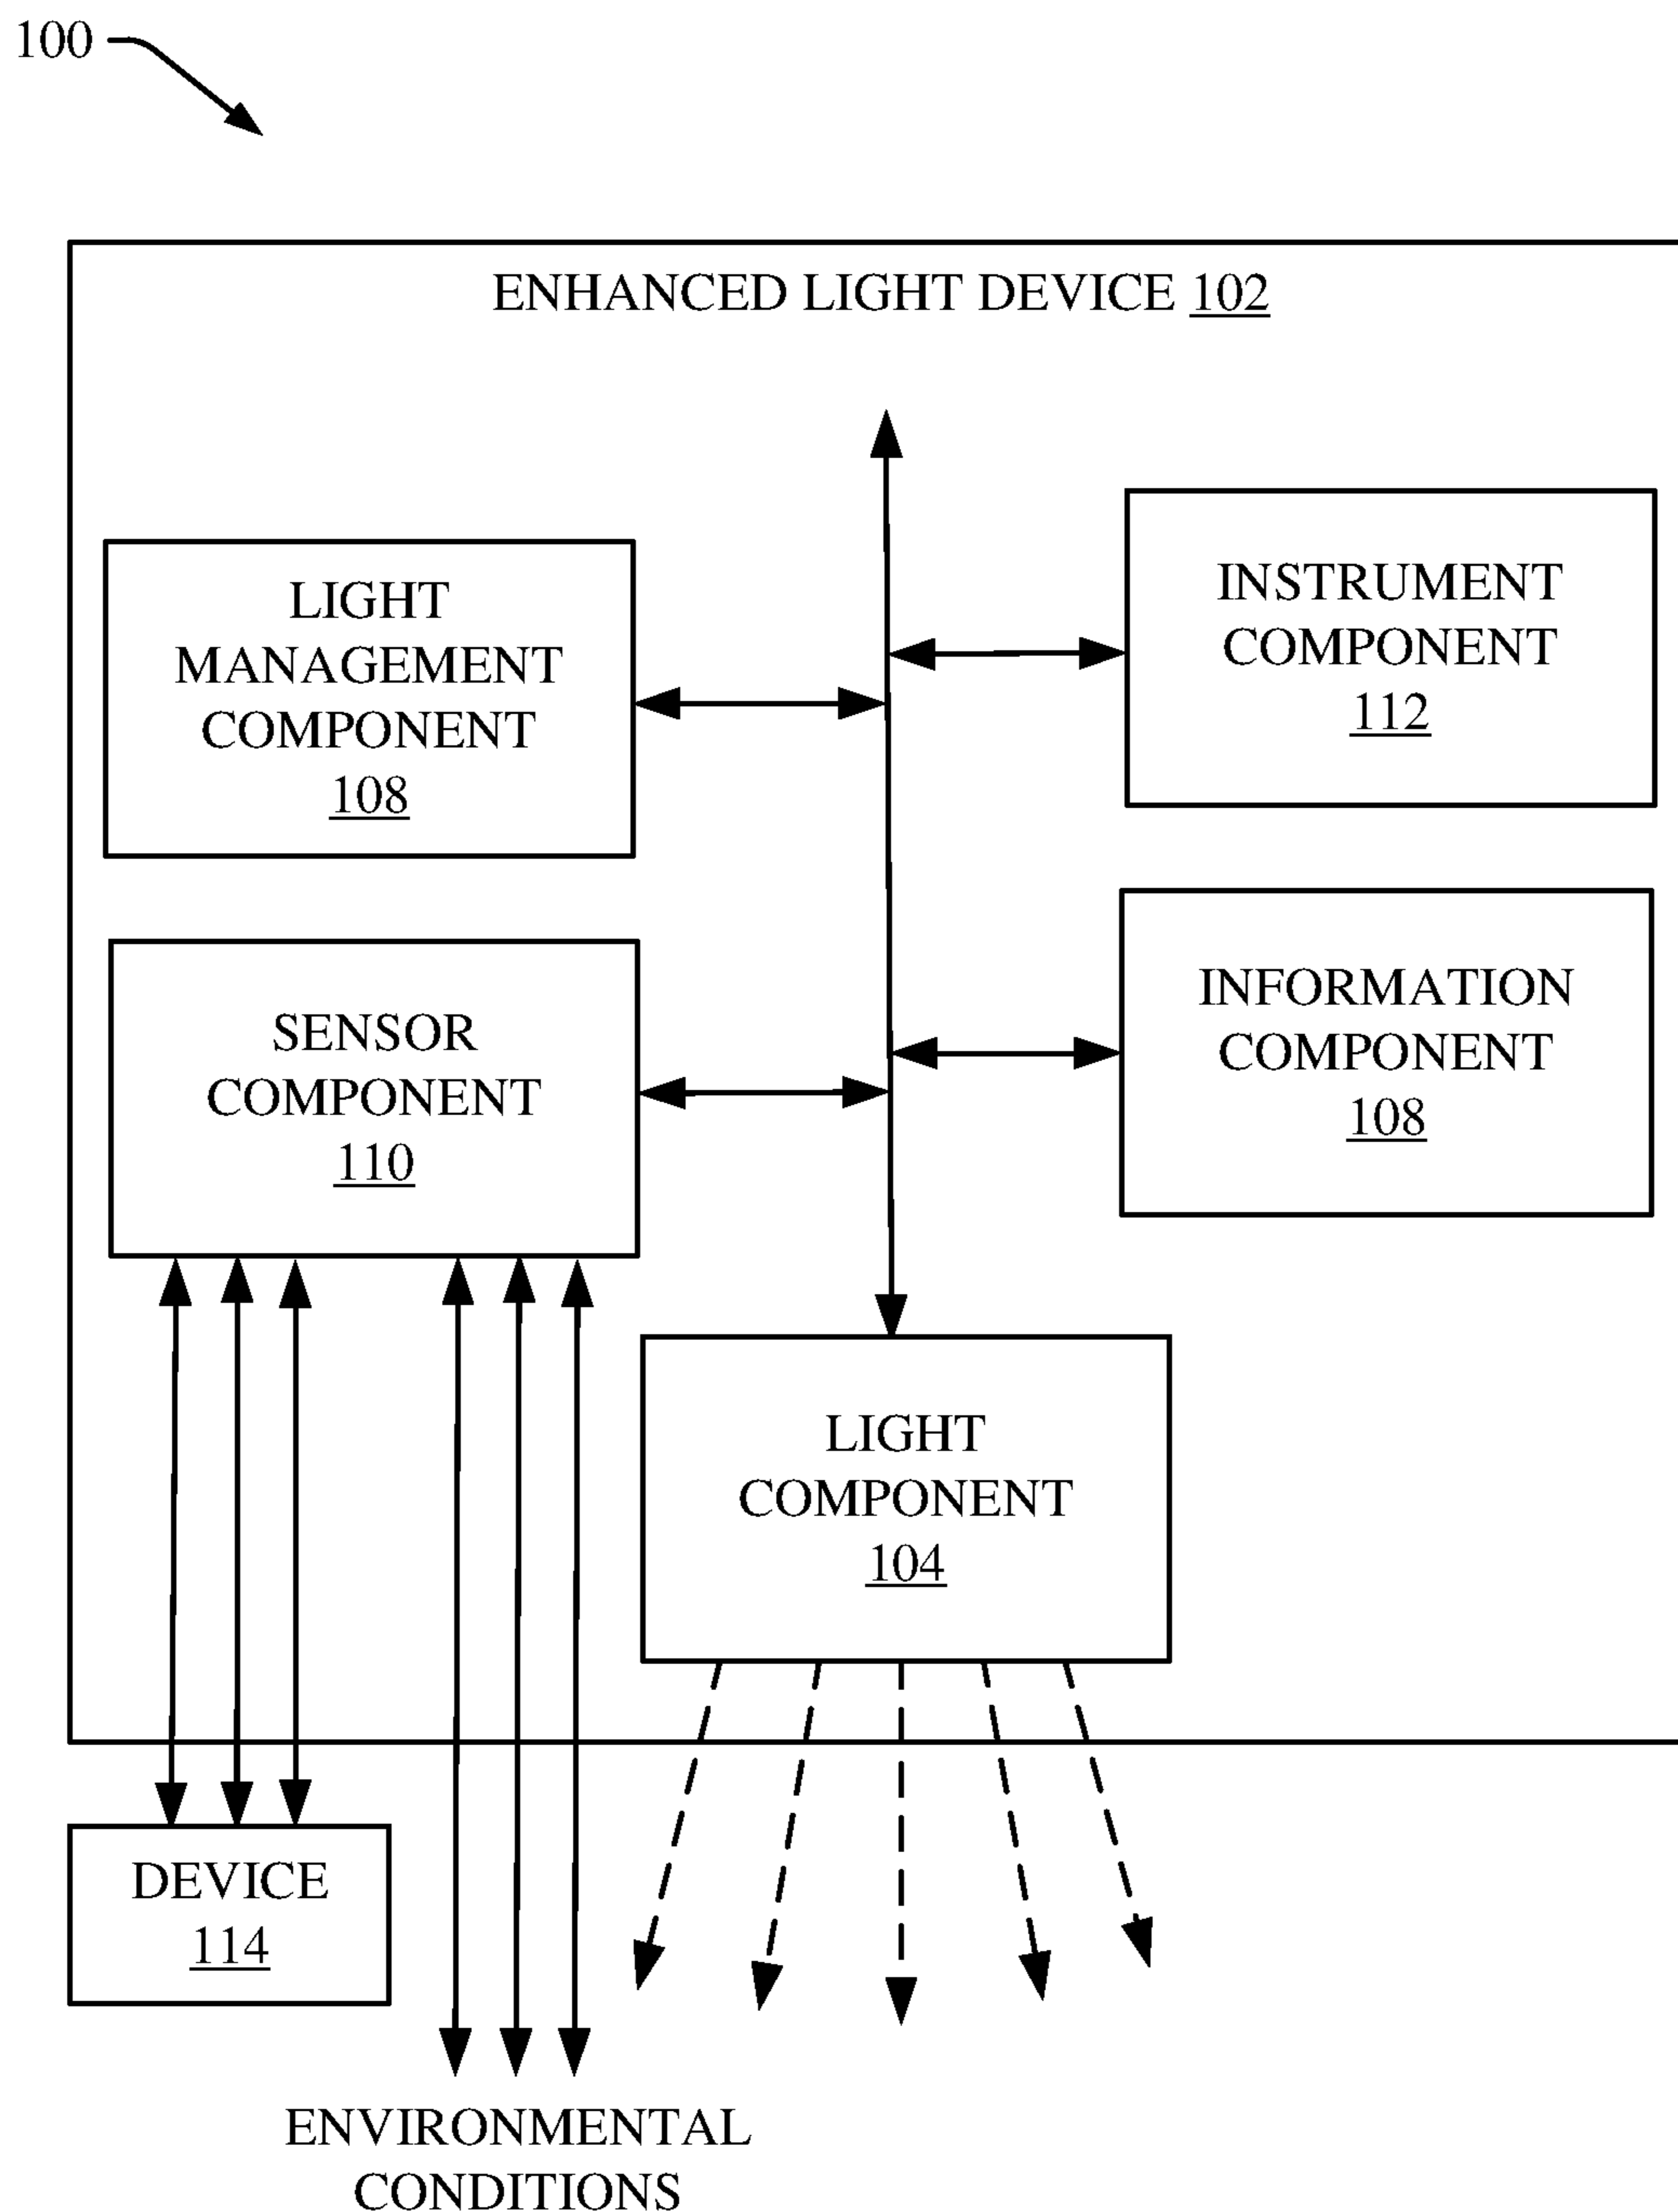 100
ENHANCED LIGHT DEVICE 102
LIGHT
MANAGEMENT
COMPONENT
108
INSTRUMENT
COMPONENT
112
SENSOR
COMPONENT
110
INFORMATION
COMPONENT
108
LIGHT
COMPONENT
104
DEVICE
114
ENVIRONMENTAL
CONDITIONS